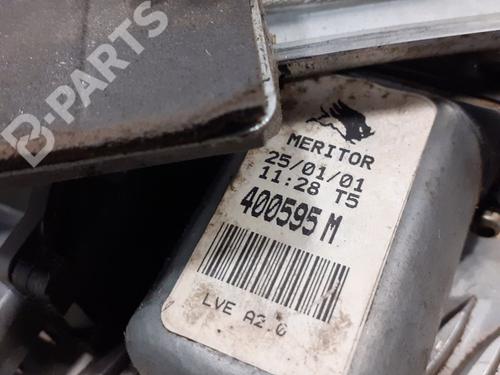 B-PARTS
MERITOR
25/01/01
11:28 T5
400595 M
LVE A2.0